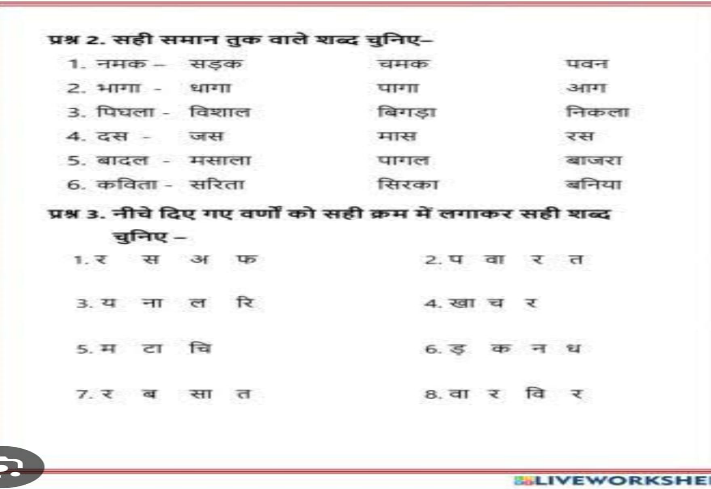 प्रश्न 2. सही समान तुक वाले शब्द चुनिए–
1. नमक – सड़क चमक पवन
2. भागा - धागा पागा आग
3. पिघला - विशाल बिगड़ा निकला
4. दस - जस मास रस
5. बादल - मसाला पागल बाजरा
6. कविता - सरिता सिरका बनिया
प्रश्न 3. नीचे दिए गए वर्णों को सही क्रम में लगाकर सही शब्द
चुनिए –
1. र स अ फ 2. प वा र त
3. य ना ल रि 4. खा च र
5. म टा चि 6. ड़ क न ध
7. र ब सा त 8. वा र वि र
LIVEWORKSHE